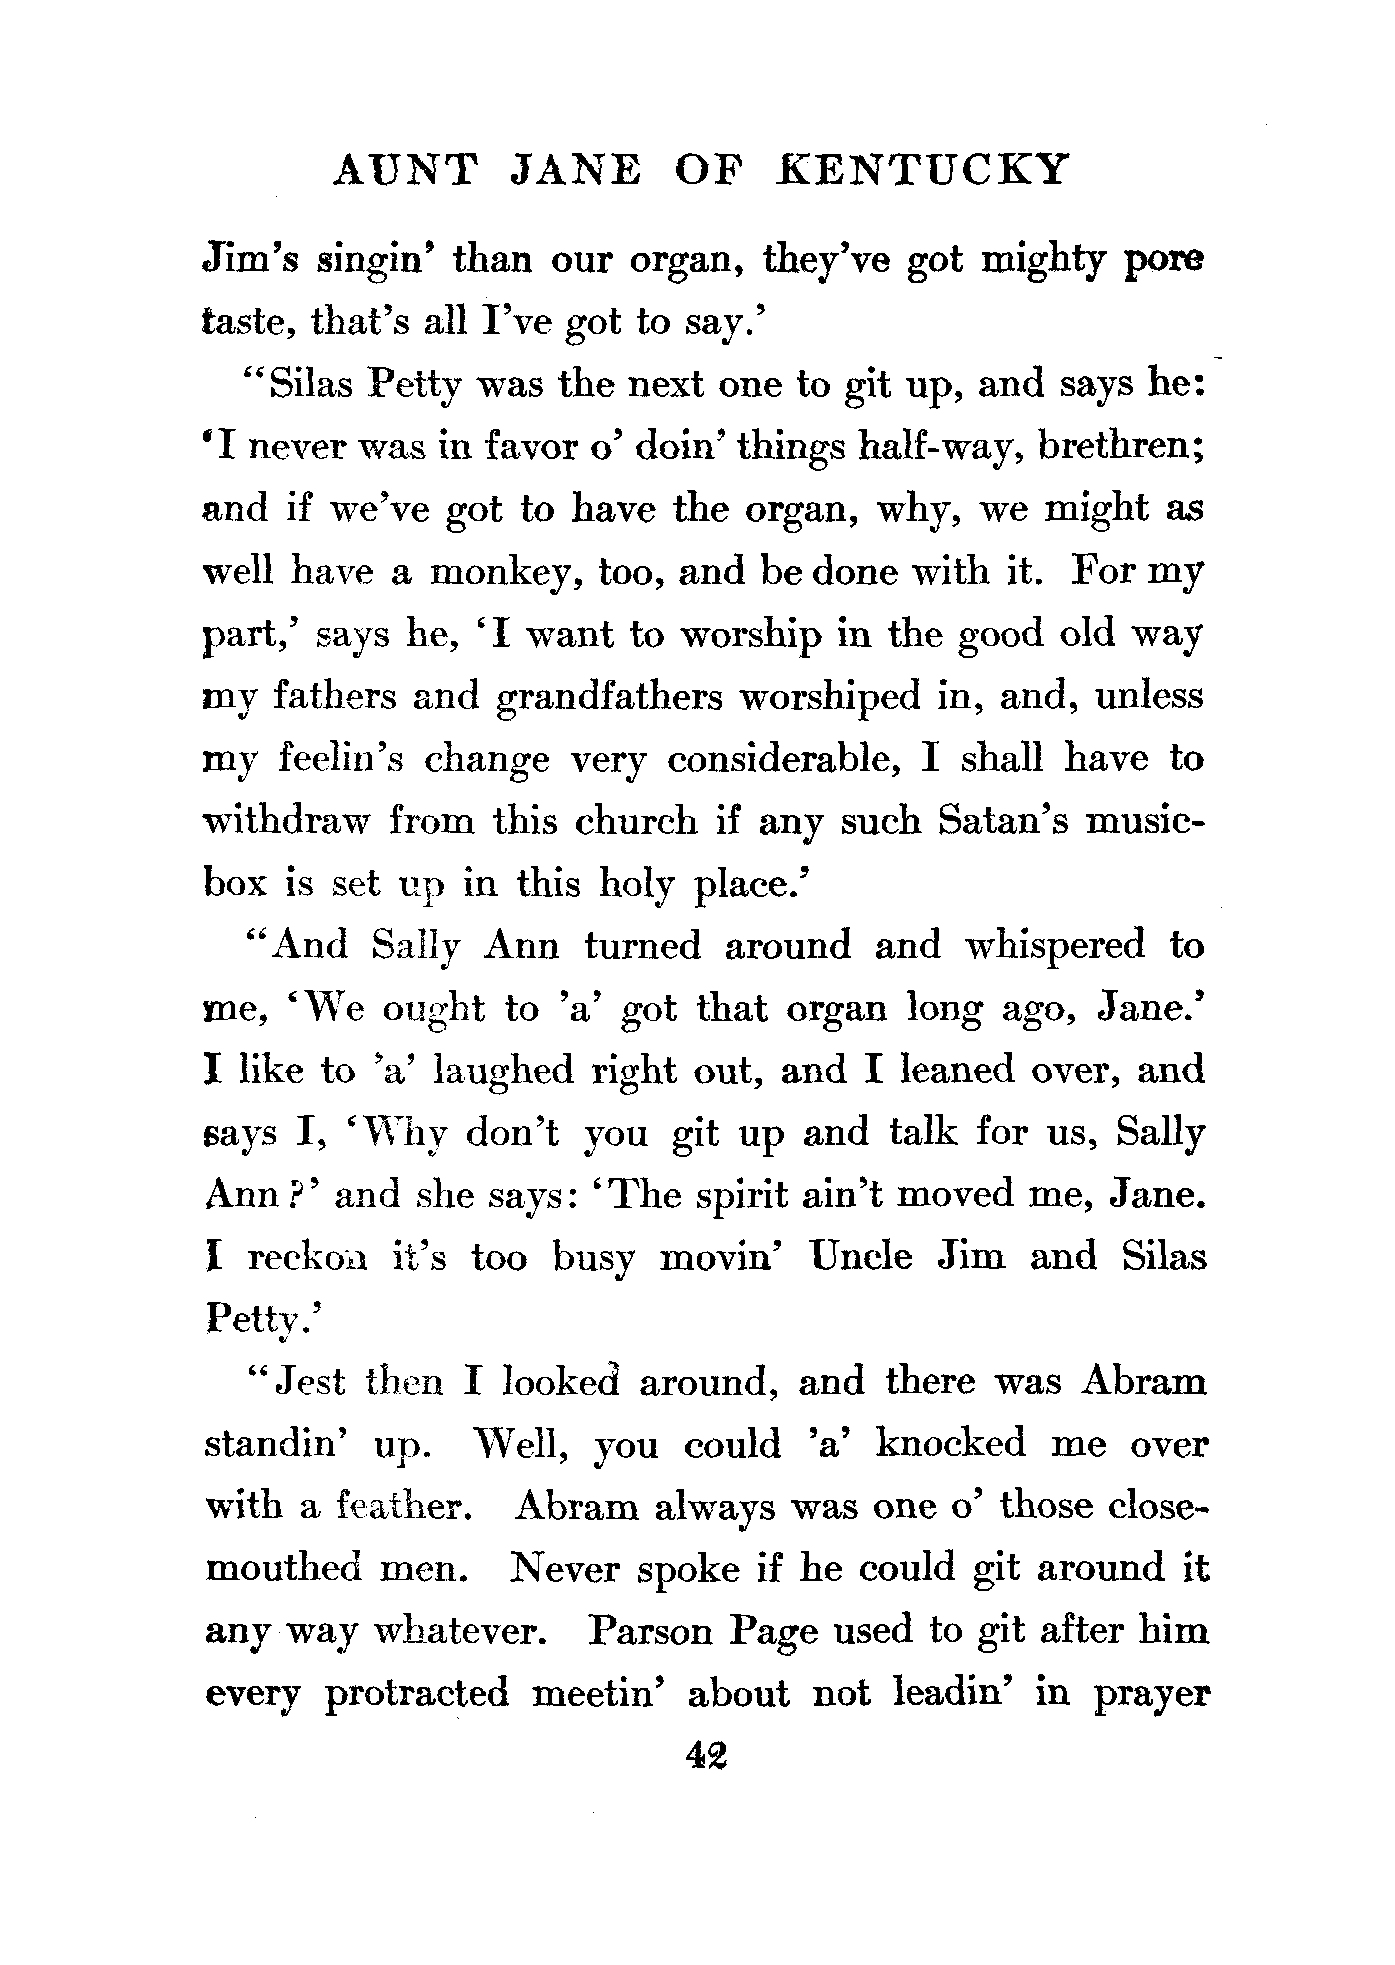 AUNT JANE OF KENTUCKY
Jim's singin' than our organ, they've got mighty pore
taste, that's all I've got to say.'
"Silas Petty was the next one to git up, and says he:
'I never was in favor o' doin' things half-way, brethren;
and if we've got to have the organ, why, we might as
well have a monkey, too, and be done with it. For my
part,' says he, 'I want to worship in the good old way
my fathers and grandfathers worshiped in, and, unless
my feelin's change very considerable, I shall have to
withdraw from this church if any such Satan's music-
box is set up in this holy place.'
"And Sally Ann turned around and whispered to
me, 'We ought to 'a' got that organ long ago, Jane.'
I like to 'a' laughed right out, and I leaned over, and
says I, 'Why don't you git up and talk for us, Sally
Ann?' and she says: 'The spirit ain't moved me, Jane.
I reckon it's too busy movin' Uncle Jim and Silas
Petty.'
"Jest then I looked around, and there was Abram
standin' up. Well, you could 'a' knocked me over
with a feather. Abram always was one o' those close-
mouthed men. Never spoke if he could git around it
any way whatever. Parson Page used to git after him
every protracted meetin' about not leadin' in prayer
42